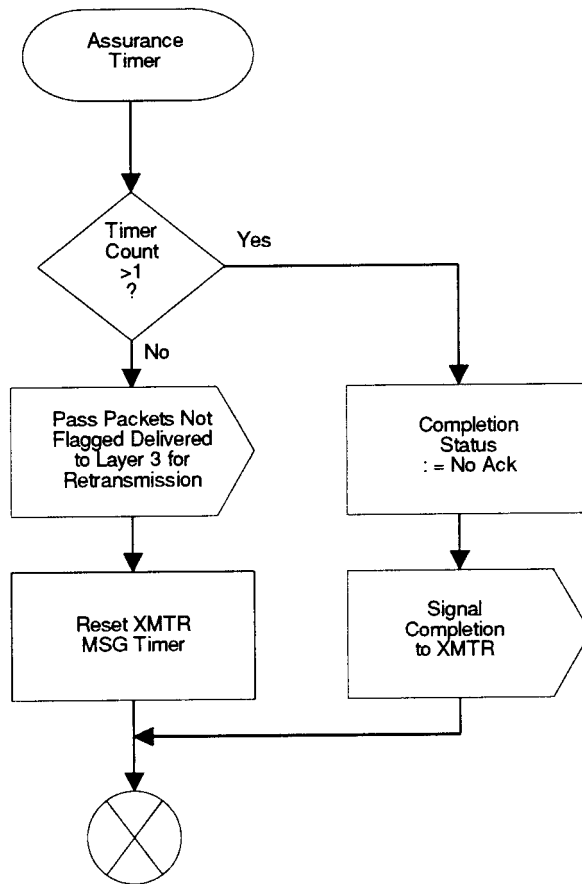 Assurance
Timer
Timer
Count
>1
?
Yes
No
Pass Packets Not
Flagged Delivered
to Layer 3 for
Retransmission
Completion
Status
: = No Ack
Reset XMTR
MSG Timer
Signal
Completion
to XMTR